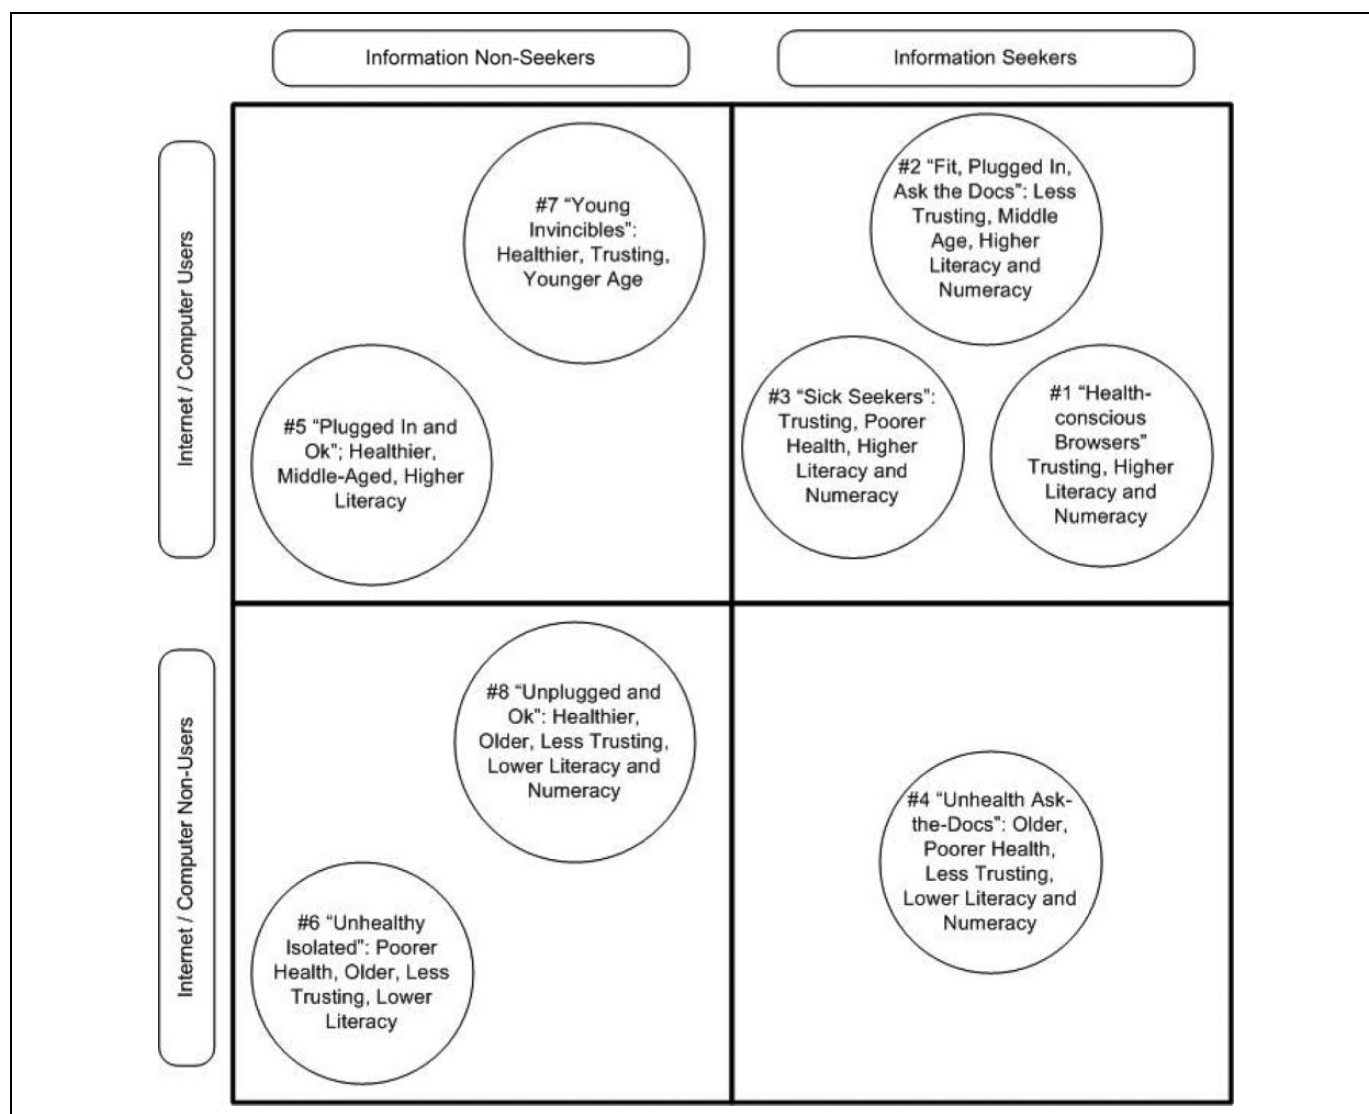 Information Non-Seekers
Information Seekers
Internet / Computer Users
#7 “Young
Invincibles”:
Healthier, Trusting,
Younger Age
#5 “Plugged In and
Ok”; Healthier,
Middle-Aged, Higher
Literacy
#2 “Fit, Plugged In,
Ask the Docs”: Less
Trusting, Middle
Age, Higher
Literacy and
Numeracy
#3 “Sick Seekers”:
Trusting, Poorer
Health, Higher
Literacy and
Numeracy
#1 “Health-
conscious
Browsers”
Trusting, Higher
Literacy and
Numeracy
Internet / Computer Non-Users
#8 “Unplugged and
Ok”: Healthier,
Older, Less Trusting,
Lower Literacy and
Numeracy
#6 “Unhealthy
Isolated”: Poorer
Health, Older, Less
Trusting, Lower
Literacy
#4 “Unhealth Ask-
the-Docs”: Older,
Poorer Health,
Less Trusting,
Lower Literacy and
Numeracy